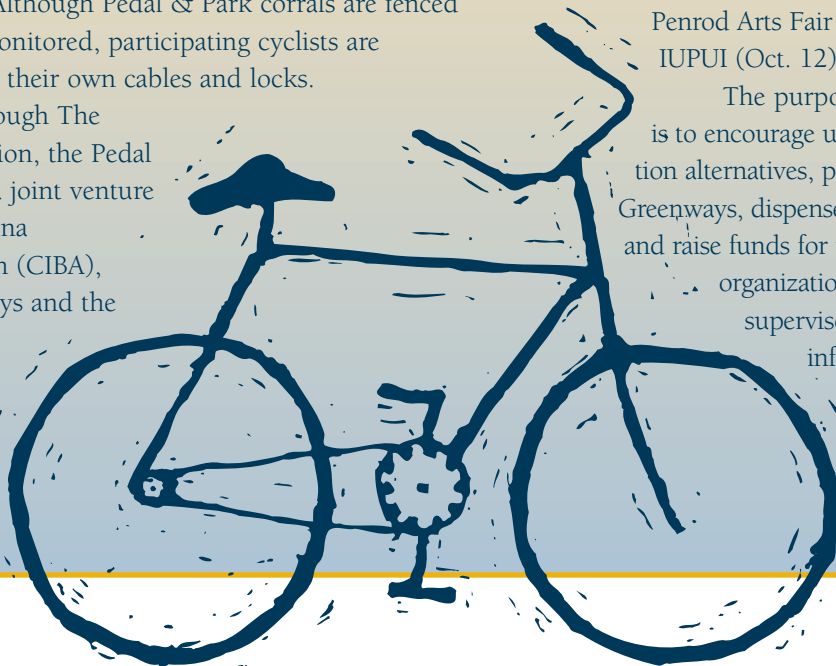 Although Pedal & Park corrals are fenced
onitored, participating cyclists are
their own cables and locks.
ough The
ion, the Pedal
joint venture
na
n (CIBA),
ys and the
Penrod Arts Fair
IUPUI (Oct. 12)
The purpo
is to encourage u
tion alternatives, p
Greenways, dispense
and raise funds for
organizatio
supervise
inf